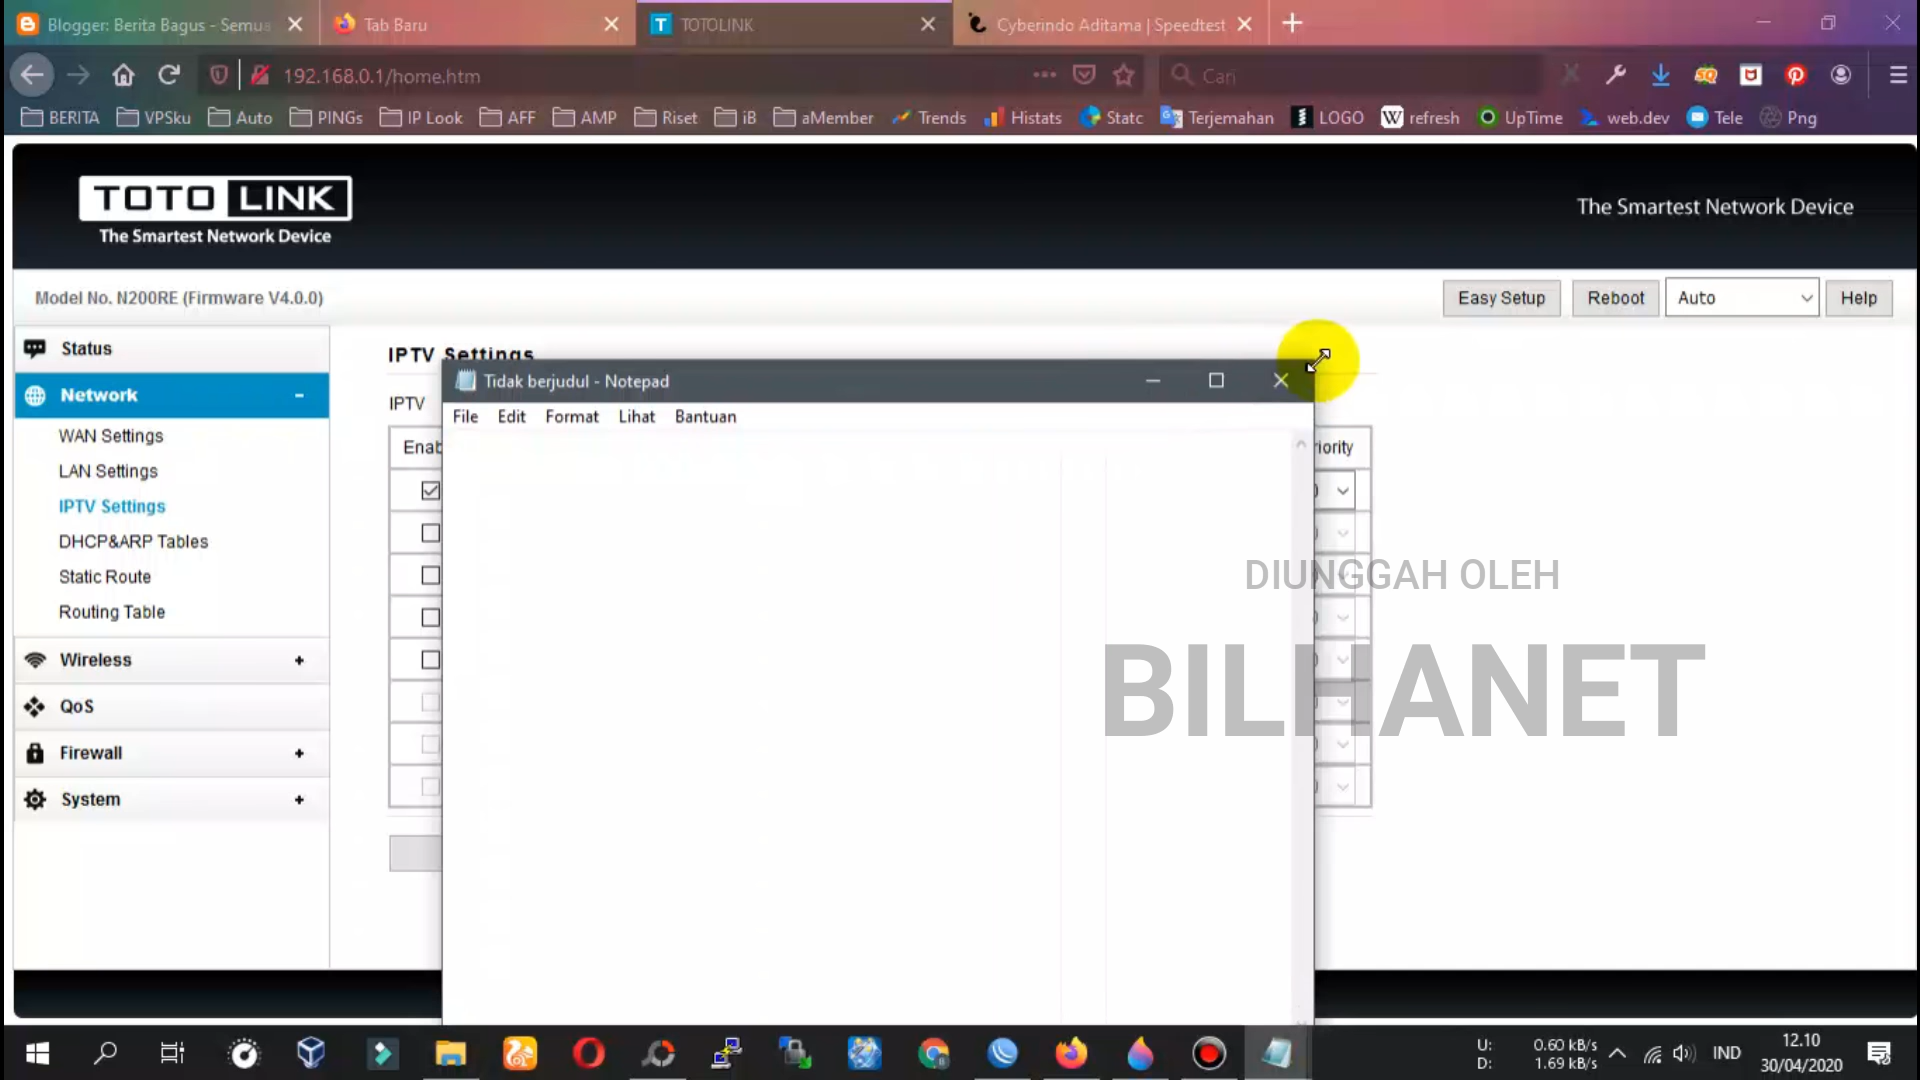 Blogger: Berita Bagus - Semua
Tab Baru
TOTOLINK
Cyberindo Aditama | Speedtest
192.168.0.1/home.htm
Cari
BERITA
VPSku
Auto
PINGs
IP Look
AFF
AMP
Riset
iB
aMember
Trends
Histats
Statc
Terjemahan
LOGO
refresh
UpTime
web.dev
Tele
Png
TOTO LINK
The Smartest Network Device
The Smartest Network Device
Model No. N200RE (Firmware V4.0.0)
Easy Setup
Reboot
Auto
Help
Status
Network
WAN Settings
LAN Settings
IPTV Settings
DHCP&ARP Tables
Static Route
Routing Table
Wireless
QoS
Firewall
System
IPTV Settings
IPTV
Enab
iority
Tidak berjudul - Notepad
File
Edit
Format
Lihat
Bantuan
DIUNGGAH OLEH
BILHANET
U: 0.60 kB/s
D: 1.69 kB/s
IND
12.10
30/04/2020